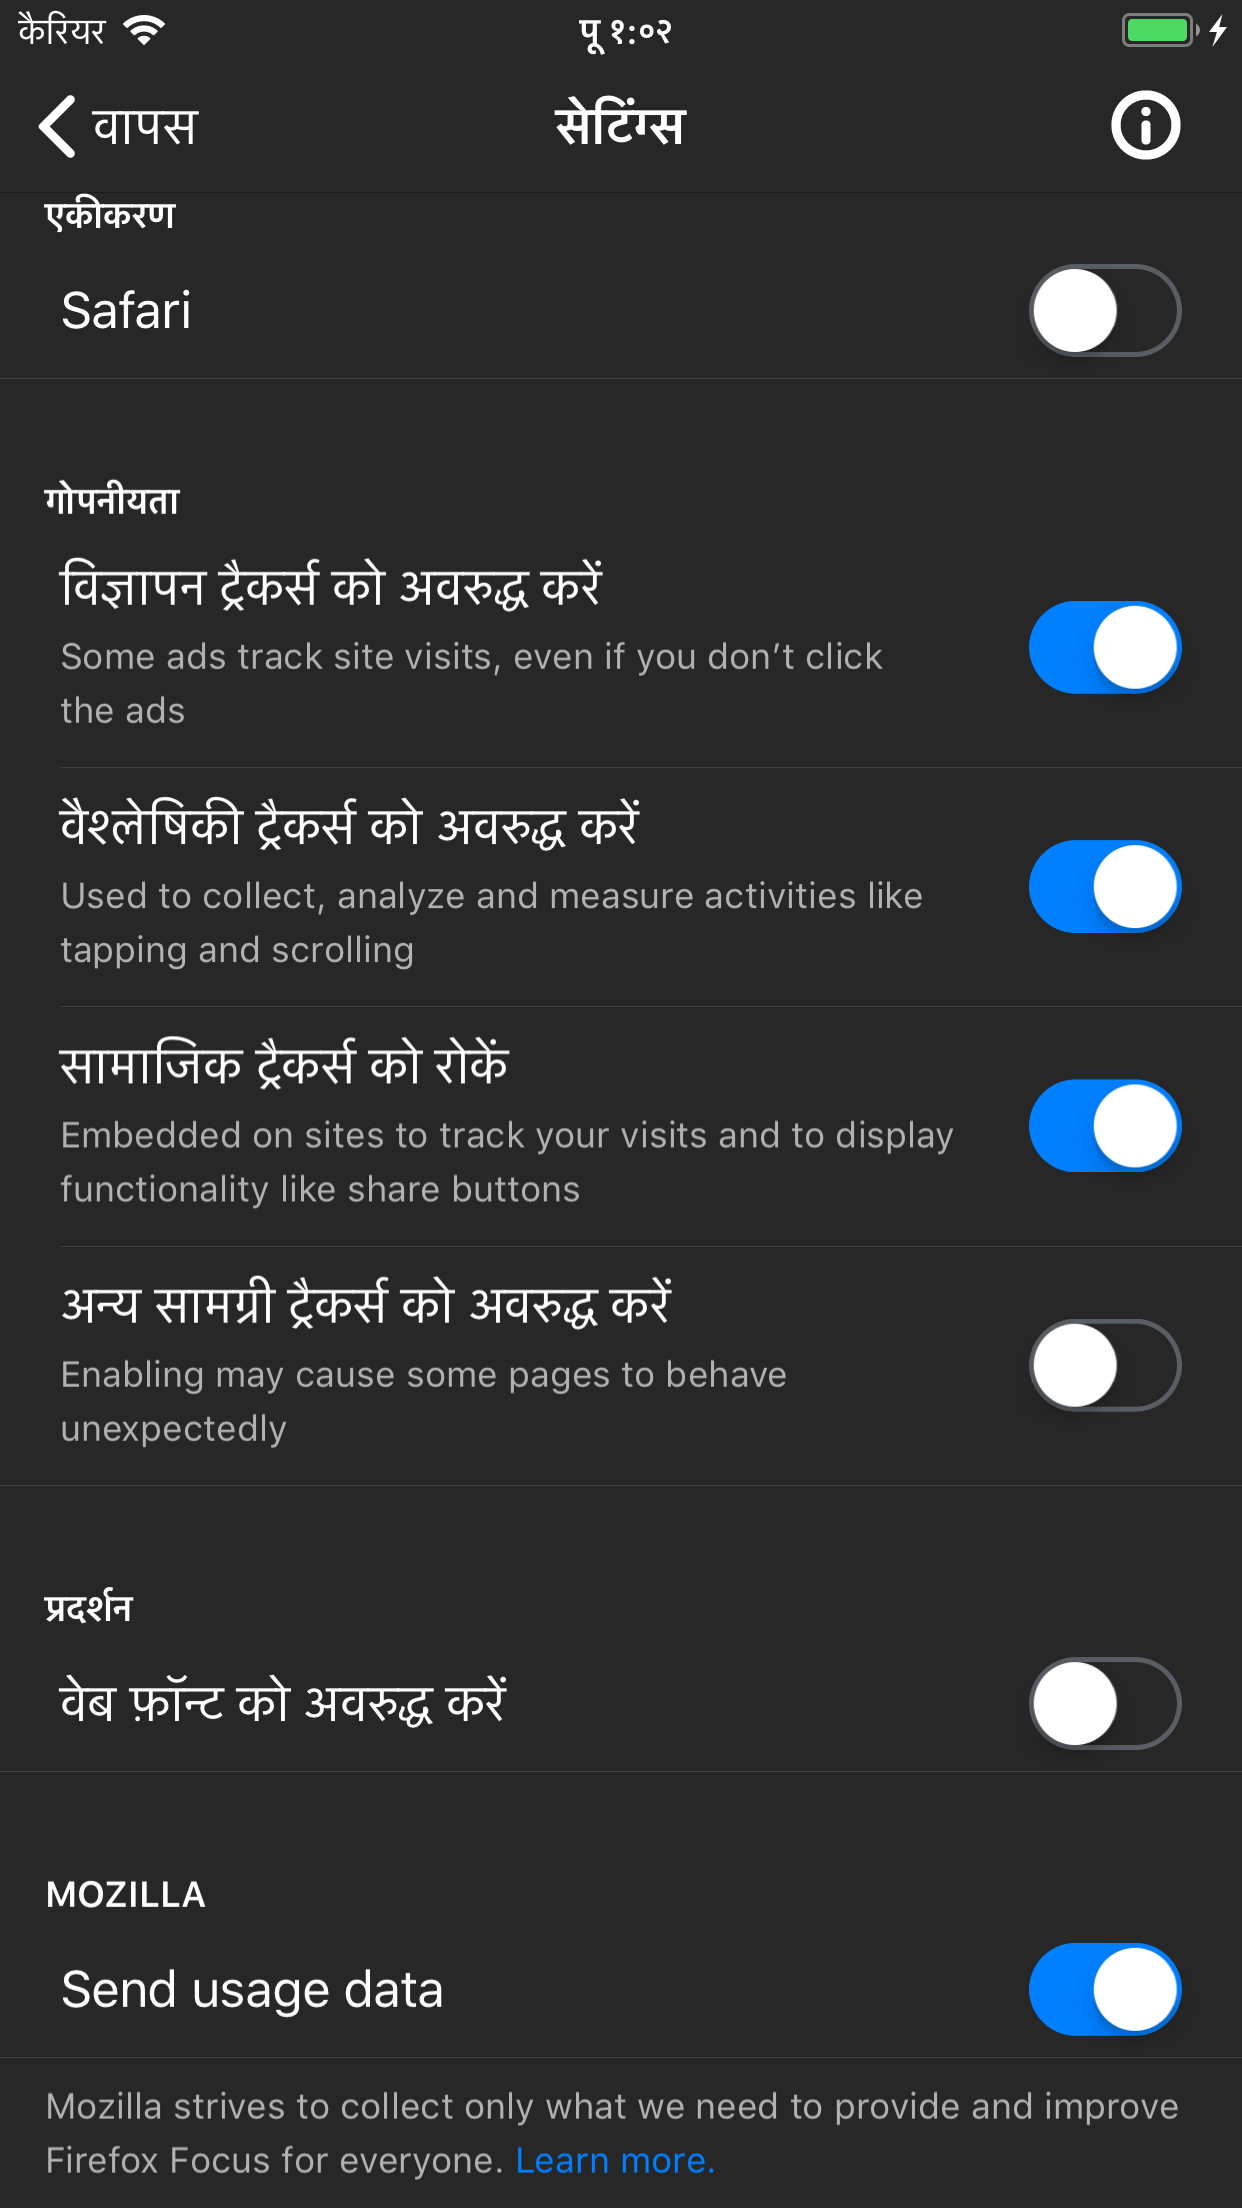 कैरियर
पू १:०२
वापस
सेटिंग्स
एकीकरण
Safari
गोपनीयता
विज्ञापन ट्रैकर्स को अवरुद्ध करें
Some ads track site visits, even if you don’t click
the ads
वैश्लेषिकी ट्रैकर्स को अवरुद्ध करें
Used to collect, analyze and measure activities like
tapping and scrolling
सामाजिक ट्रैकर्स को रोकें
Embedded on sites to track your visits and to display
functionality like share buttons
अन्य सामग्री ट्रैकर्स को अवरुद्ध करें
Enabling may cause some pages to behave
unexpectedly
प्रदर्शन
वेब फ़ॉन्ट को अवरुद्ध करें
MOZILLA
Send usage data
Mozilla strives to collect only what we need to provide and improve
Firefox Focus for everyone. Learn more.